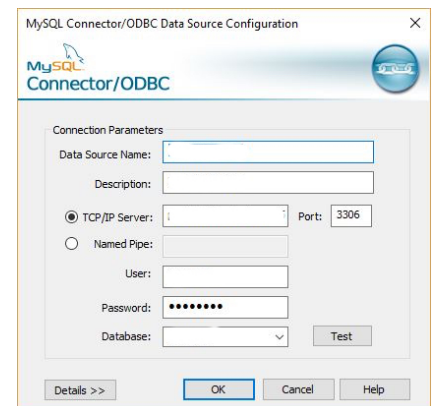 MySQL Connector/ODBC Data Source Configuration
MySQL
Connector/ODBC
Connection Parameters
Data Source Name:
Description:
TCP/IP Server: Port: 3306
Named Pipe:
User:
Password: ••••••••
Database: Test
Details >> OK Cancel Help